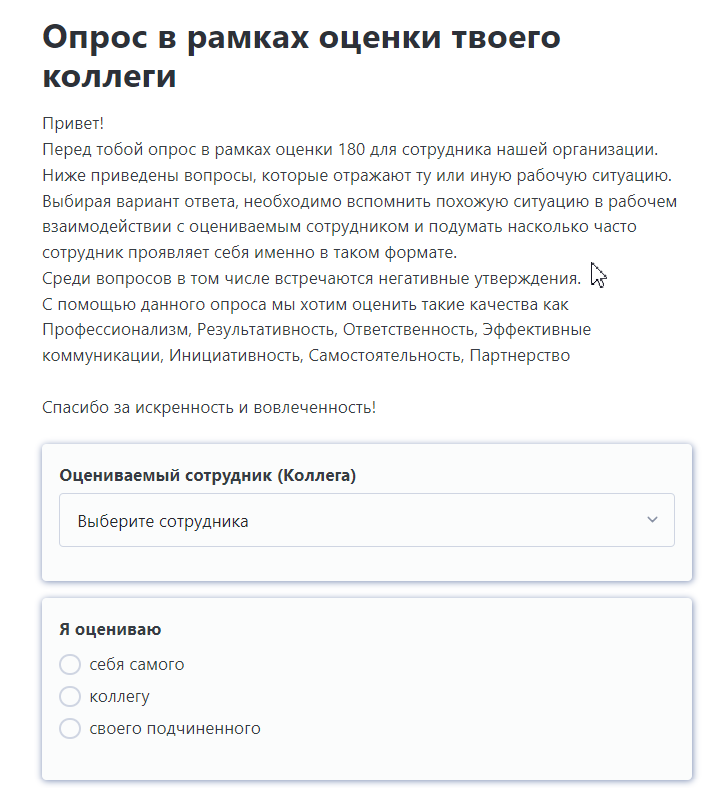 Опрос в рамках оценки твоего
коллеги
Привет!
Перед тобой опрос в рамках оценки 180 для сотрудника нашей организации.
Ниже приведены вопросы, которые отражают ту или иную рабочую ситуацию.
Выбирая вариант ответа, необходимо вспомнить похожую ситуацию в рабочем
взаимодействии с оцениваемым сотрудником и подумать насколько часто
сотрудник проявляет себя именно в таком формате.
Среди вопросов в том числе встречаются негативные утверждения.
С помощью данного опроса мы хотим оценить такие качества как
Профессионализм, Результативность, Ответственность, Эффективные
коммуникации, Инициативность, Самостоятельность, Партнерство
Спасибо за искренность и вовлеченность!
Оцениваемый сотрудник (Коллега)
Выберите сотрудника
Я оцениваю
себя самого
коллегу
своего подчиненного